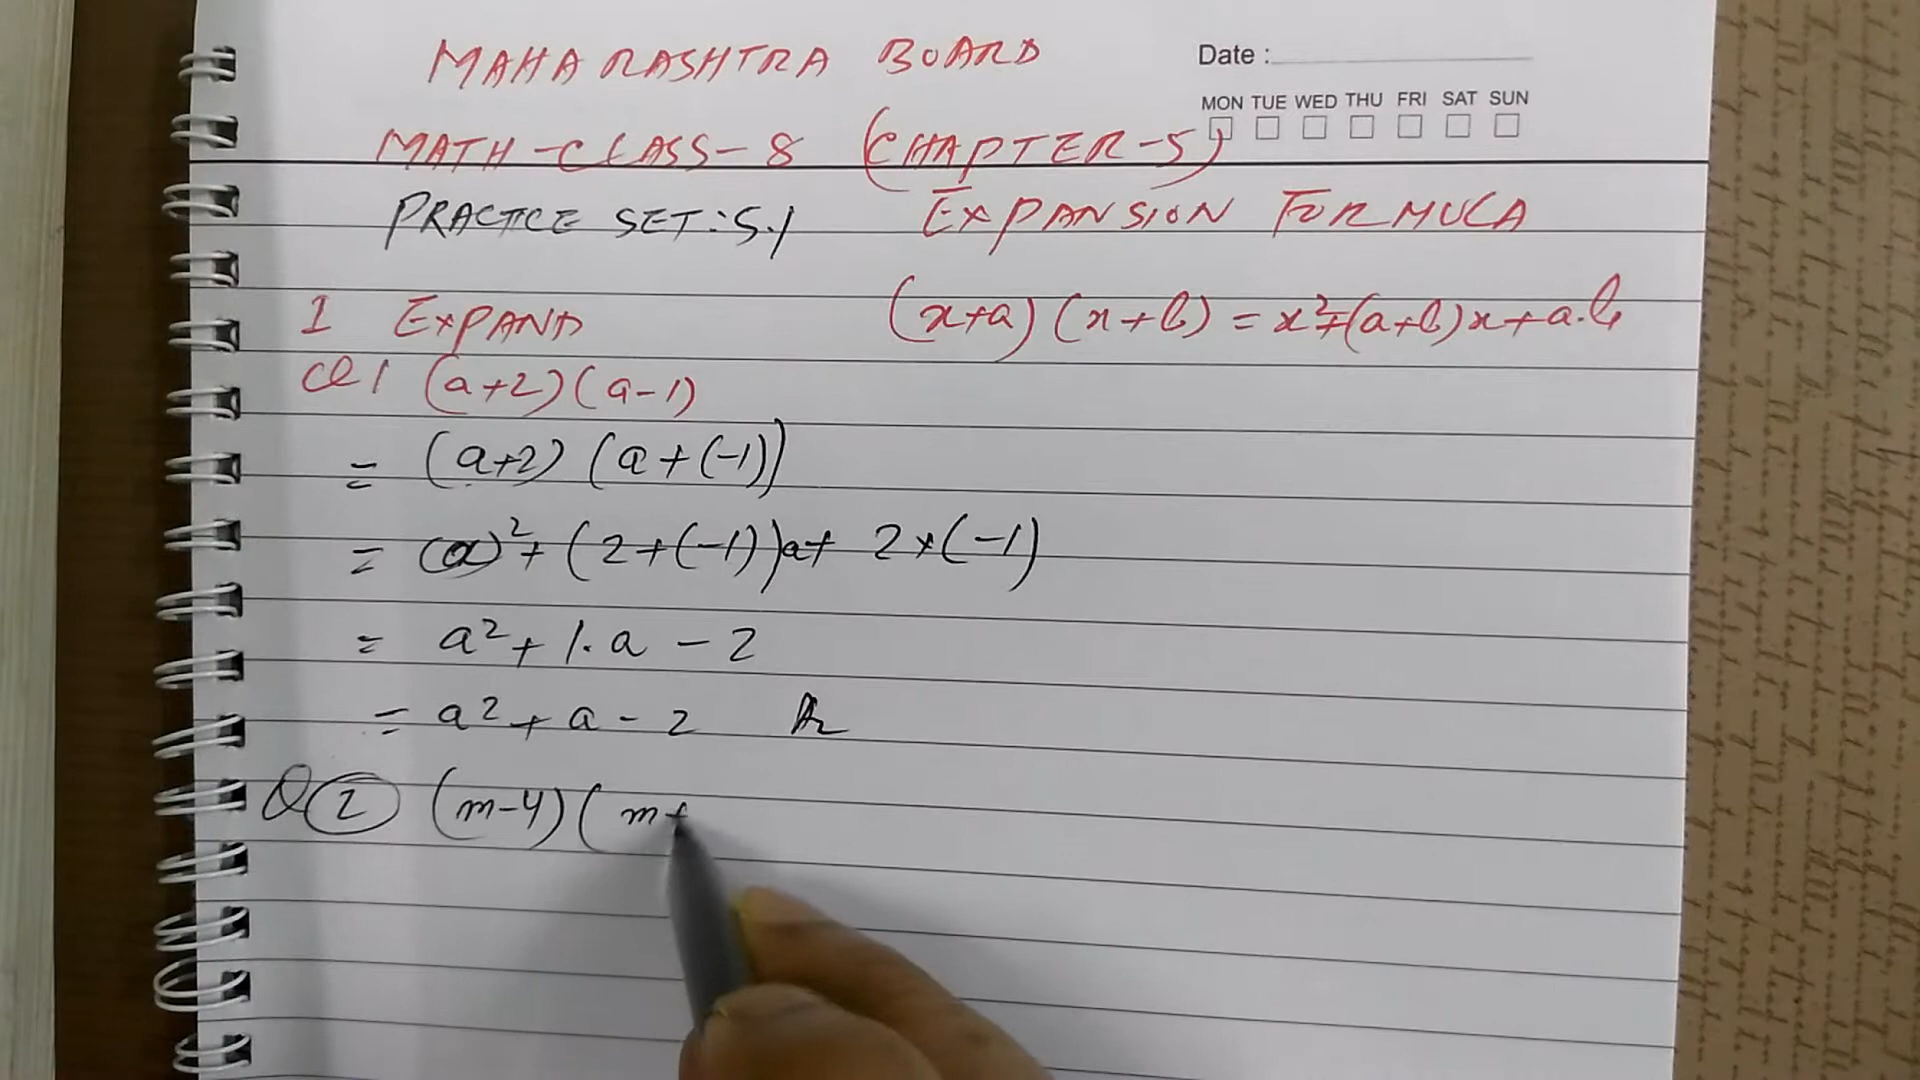 MAHARASHTRA BOARD
Date :
MON TUE WED THU FRI SAT SUN
MATH-CLASS-8 (CHAPTER-5)
PRACTICE SET:5.1 EXPANSION FORMULA
I EXPAND (x+a)(x+b)=x²+(a+b)x+a.b
Q1 (a+2)(a-1)
= (a+2)(a+(-1))
= (a)²+(2+(-1))a+ 2×(-1)
= a²+1.a-2
= a²+a-2
Q2 (m-4)(m+